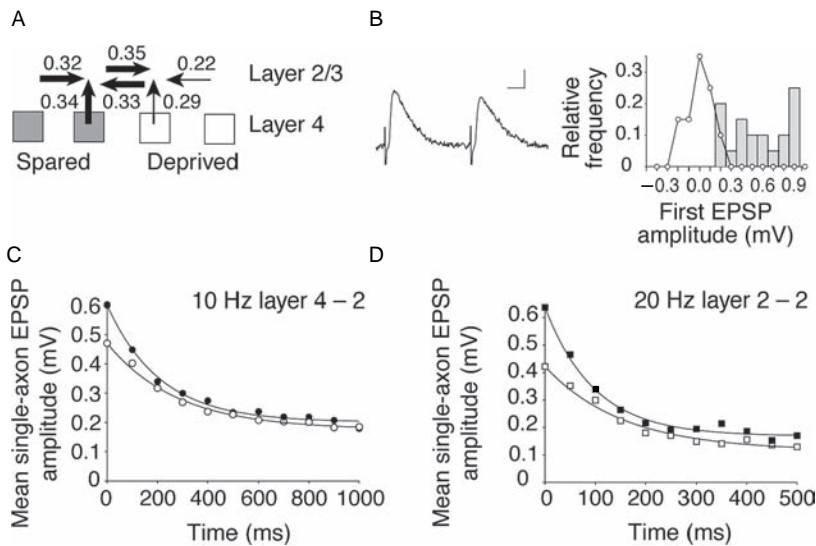 A
0.32
0.35
0.22
Layer 2/3
0.34
0.33
0.29
Layer 4
Spared
Deprived
B
Relative
frequency
0.3
0.2
0.1
0
−0.3
0.0
0.3
0.6
0.9
First EPSP
amplitude (mV)
C
10 Hz layer 4 – 2
Mean single-axon EPSP
amplitude (mV)
0.6
0.5
0.4
0.3
0.2
0.1
0
0
200
400
600
800
1000
Time (ms)
D
20 Hz layer 2 – 2
Mean single-axon EPSP
amplitude (mV)
0.6
0.5
0.4
0.3
0.2
0.1
0
0
100
200
300
400
500
Time (ms)